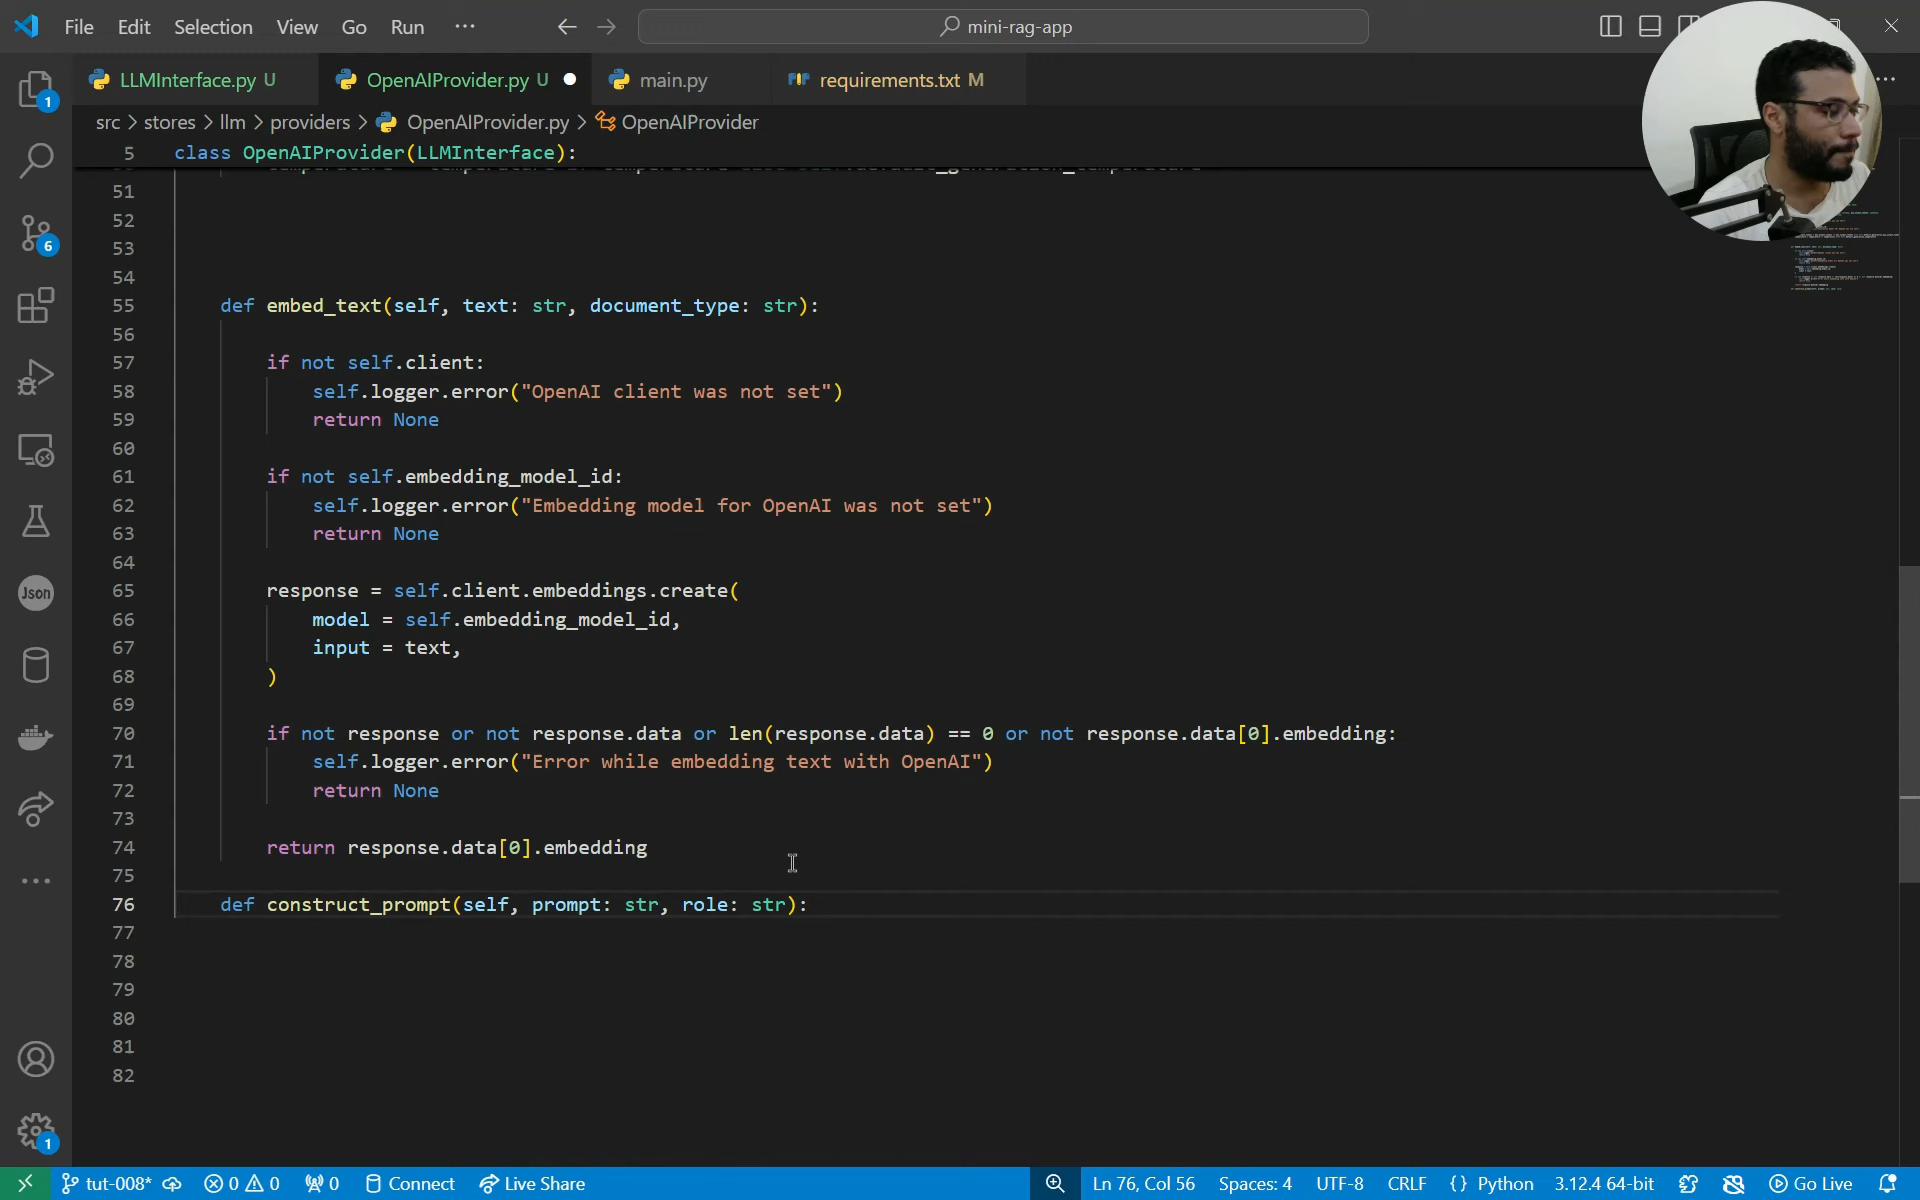 File Edit Selection View Go Run ··· mini-rag-app
LLMInterface.py U OpenAIProvider.py U main.py requirements.txt M
src > stores > llm > providers > OpenAIProvider.py > OpenAIProvider
5 class OpenAIProvider(LLMInterface):
51
52
53
54
55 def embed_text(self, text: str, document_type: str):
56
57 if not self.client:
58 self.logger.error("OpenAI client was not set")
59 return None
60
61 if not self.embedding_model_id:
62 self.logger.error("Embedding model for OpenAI was not set")
63 return None
64
65 response = self.client.embeddings.create(
66 model = self.embedding_model_id,
67 input = text,
68 )
69
70 if not response or not response.data or len(response.data) == 0 or not response.data[0].embedding:
71 self.logger.error("Error while embedding text with OpenAI")
72 return None
73
74 return response.data[0].embedding
75
76 def construct_prompt(self, prompt: str, role: str):
77
78
79
80
81
82
1
6
Json
1
tut-008* 0 0 0 Connect Live Share Ln 76, Col 56 Spaces: 4 UTF-8 CRLF {} Python 3.12.4 64-bit Go Live